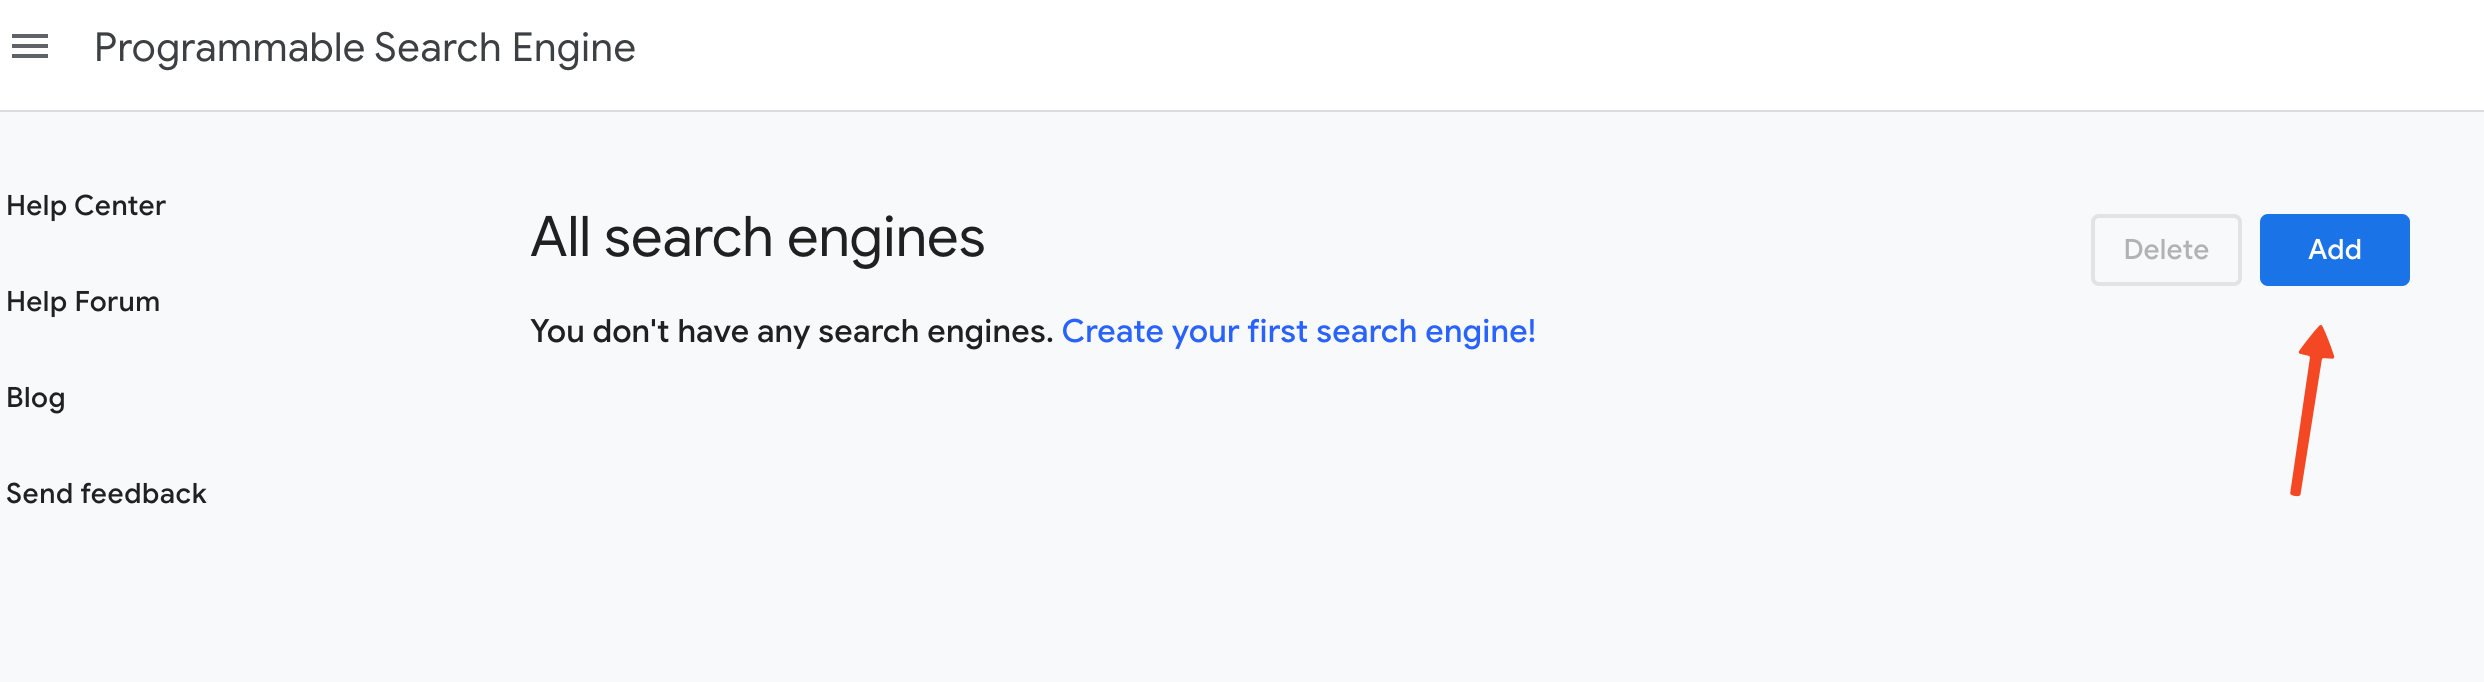 Programmable Search Engine
Help Center
Help Forum
Blog
Send feedback
All search engines
Delete
Add
You don't have any search engines. Create your first search engine!